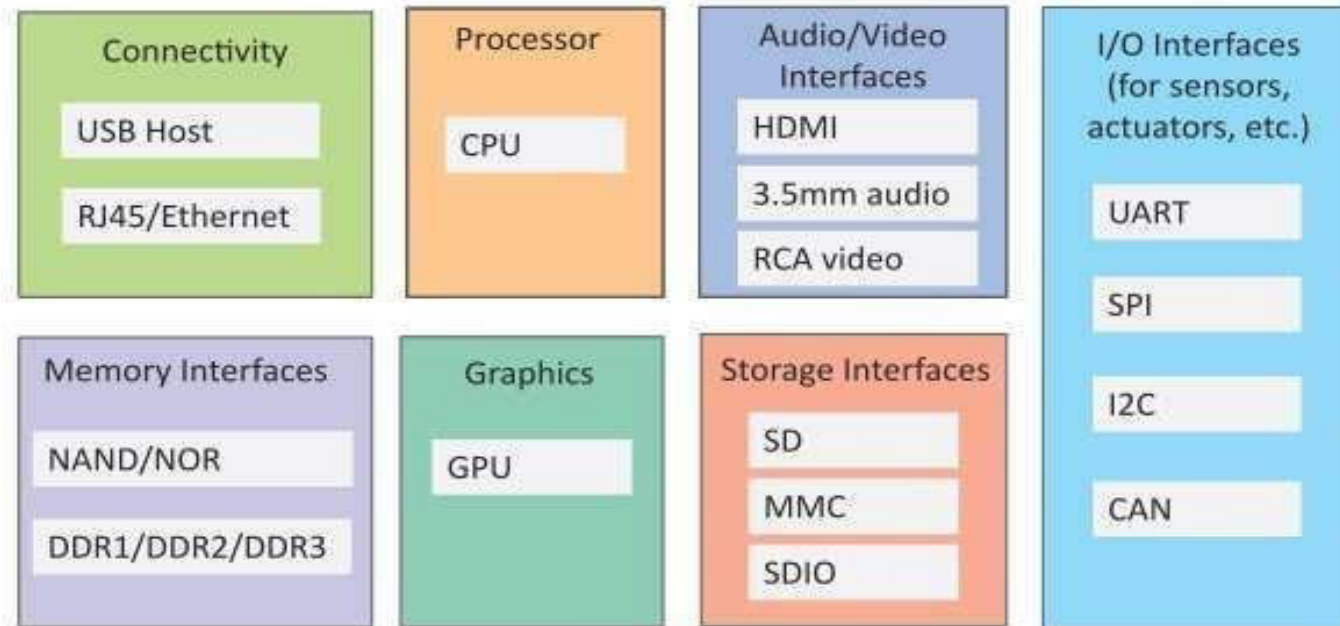 Connectivity
USB Host
RJ45/Ethernet
Processor
CPU
Audio/Video
Interfaces
HDMI
3.5mm audio
RCA video
I/O Interfaces
(for sensors,
actuators, etc.)
UART
SPI
I2C
CAN
Memory Interfaces
NAND/NOR
DDR1/DDR2/DDR3
Graphics
GPU
Storage Interfaces
SD
MMC
SDIO